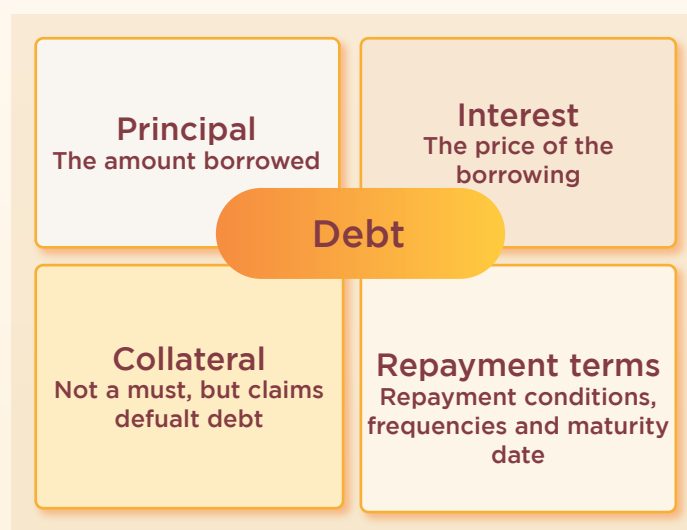 Principal
The amount borrowed
Interest
The price of the
borrowing
Debt
Collateral
Not a must, but claims
defualt debt
Repayment terms
Repayment conditions,
frequencies and maturity
date